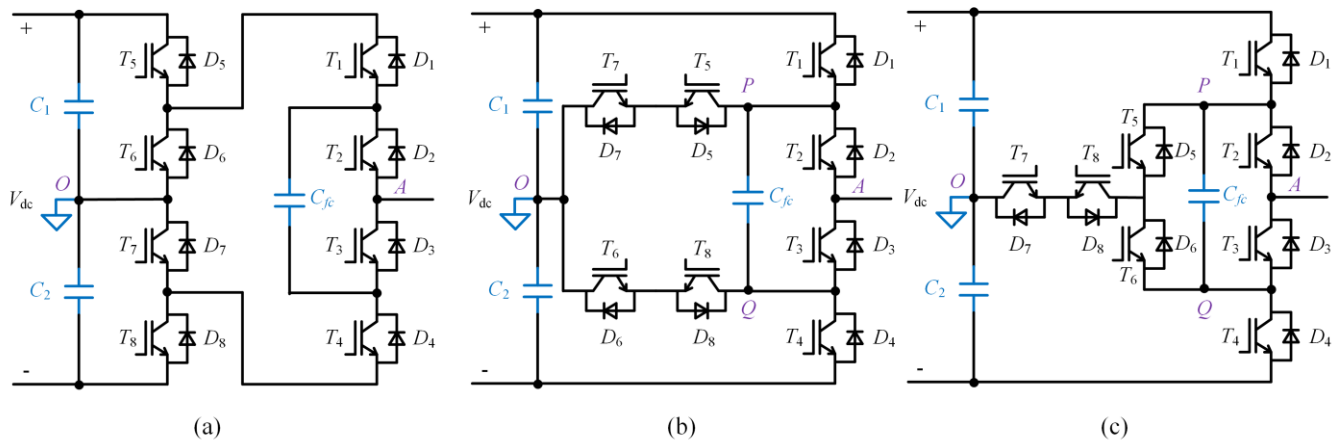 + + +
T5 D5 T1 D1 T7 T5 P T1 D1 T1 D1
C1 C1 D7 D5 C1 P T5
T6 D6 T2 D2 T2 D2 T7 T8 D5 T2 D2
O Cfc A O Cfc A O Cfc A
Vdc Vdc Vdc
T7 D7 T3 D3 T6 T8 T3 D3 D7 D8 D6 T3 D3
C2 C2 C2 T6
D6 D8 Q Q
T8 D8 T4 D4 T4 D4 T4 D4
- - -
(a) (b) (c)